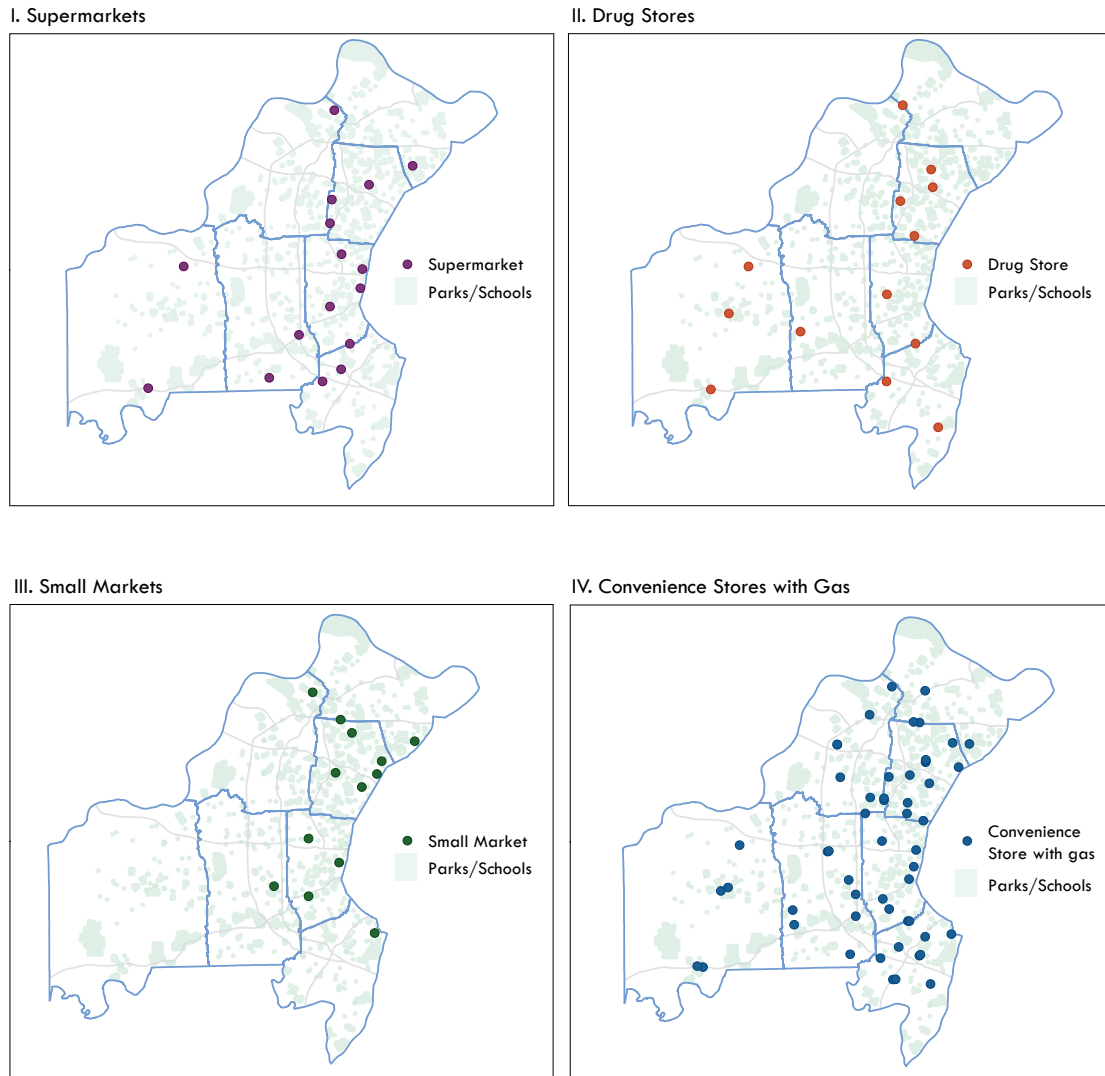 I. Supermarkets
II. Drug Stores
Supermarket
Parks/Schools
Drug Store
Parks/Schools
III. Small Markets
IV. Convenience Stores with Gas
Small Market
Parks/Schools
Convenience
Store with gas
Parks/Schools